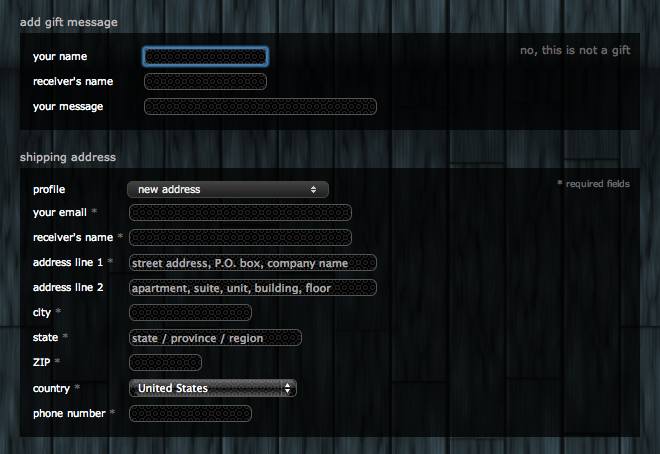 add gift message
your name
no, this is not a gift
receiver's name
your message
shipping address
profile new address
* required fields
your email *
receiver's name *
address line 1 * street address, P.O. box, company name
address line 2 apartment, suite, unit, building, floor
city *
state * state / province / region
ZIP *
country * United States
phone number *